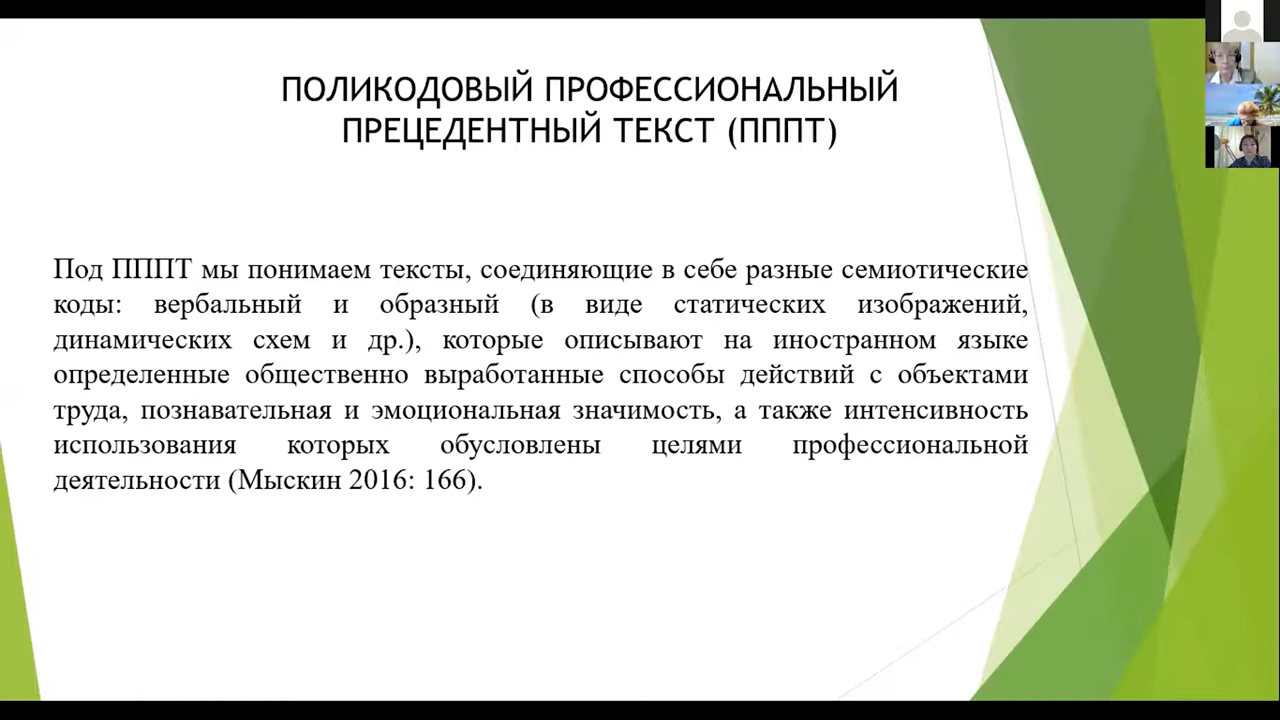 ПОЛИКОДОВЫЙ ПРОФЕССИОНАЛЬНЫЙ
ПРЕЦЕДЕНТНЫЙ ТЕКСТ (ПППТ)
Под ПППТ мы понимаем тексты, соединяющие в себе разные семиотические
коды: вербальный и образный (в виде статических изображений,
динамических схем и др.), которые описывают на иностранном языке
определенные общественно выработанные способы действий с объектами
труда, познавательная и эмоциональная значимость, а также интенсивность
использования которых обусловлены целями профессиональной
деятельности (Мыскин 2016: 166).